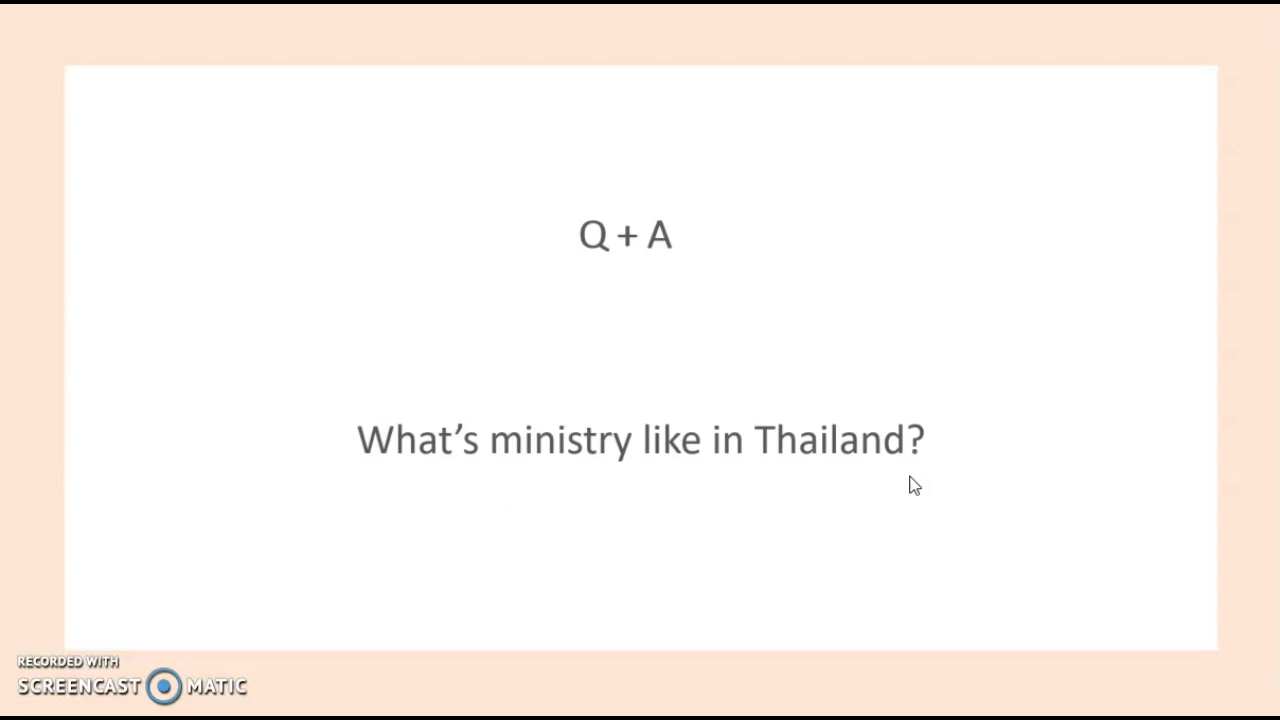 Q + A
What's ministry like in Thailand?
RECORDED WITH
SCREENCAST MATIC